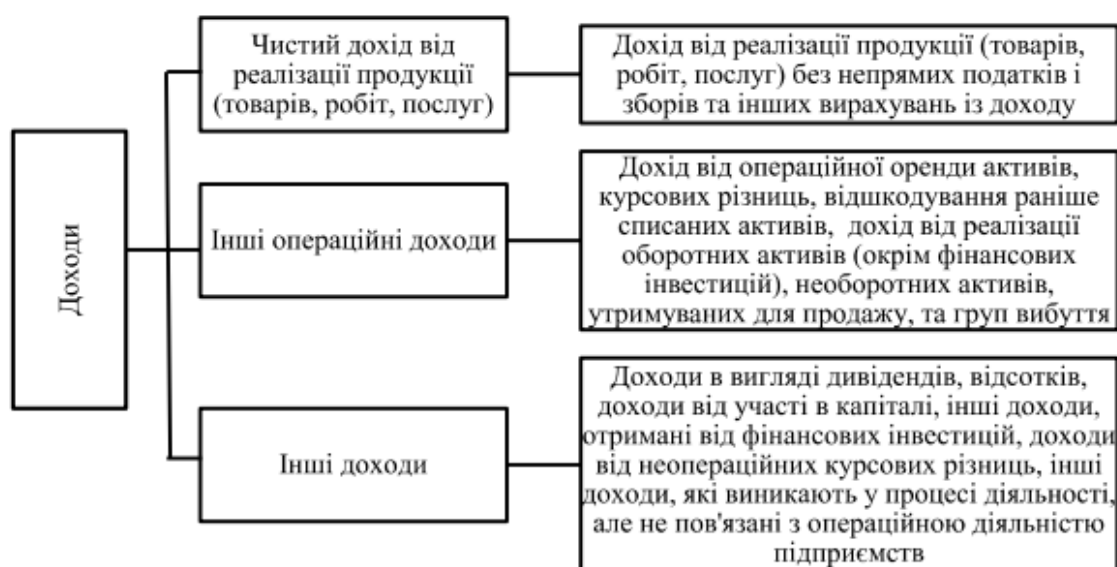 Доходи
Чистий дохід від
реалізації продукції
(товарів, робіт, послуг)
Дохід від реалізації продукції (товарів,
робіт, послуг) без непрямих податків і
зборів та інших вирахувань із доходу
Інші операційні доходи
Дохід від операційної оренди активів,
курсових різниць, відшкодування раніше
списаних активів, дохід від реалізації
оборотних активів (окрім фінансових
інвестицій), необоротних активів,
утримуваних для продажу, та груп вибуття
Інші доходи
Доходи в вигляді дивідендів, відсотків,
доходи від участі в капіталі, інші доходи,
отримані від фінансових інвестицій, доходи
від неопераційних курсових різниць, інші
доходи, які виникають у процесі діяльності,
але не пов'язані з операційною діяльністю
підприємств